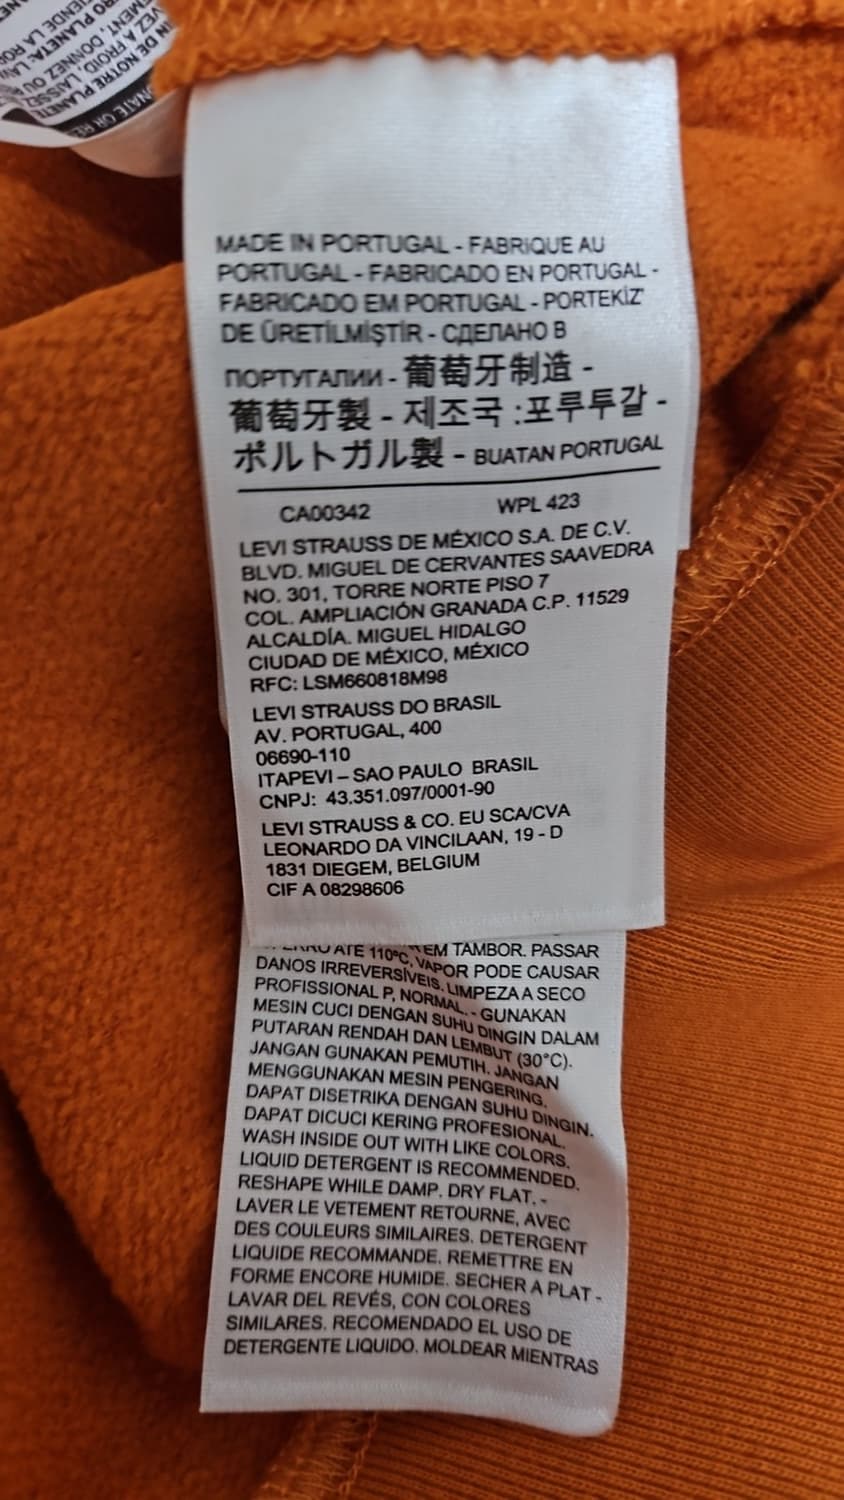 MADE IN PORTUGAL - FABRIQUE AU
PORTUGAL - FABRICADO EN PORTUGAL -
FABRICADO EM PORTUGAL - PORTEKİZ'
DE ÜRETİLMİŞTİR - СДЕЛАНО В
ПОРТУГАЛИИ - 葡萄牙制造 -
葡萄牙製 - 제조국 :포루투갈 -
ポルトガル製 - BUATAN PORTUGAL
CA00342 WPL 423
LEVI STRAUSS DE MÉXICO S.A. DE C.V.
BLVD. MIGUEL DE CERVANTES SAAVEDRA
NO. 301, TORRE NORTE PISO 7
COL. AMPLIACIÓN GRANADA C.P. 11529
ALCALDÍA. MIGUEL HIDALGO
CIUDAD DE MÉXICO, MÉXICO
RFC: LSM660818M98
LEVI STRAUSS DO BRASIL
AV. PORTUGAL, 400
06690-110
ITAPEVI – SAO PAULO BRASIL
CNPJ: 43.351.097/0001-90
LEVI STRAUSS & CO. EU SCA/CVA
LEONARDO DA VINCILAAN, 19 - D
1831 DIEGEM, BELGIUM
CIF A 08298606
ATÉ 110ºC, EM TAMBOR. PASSAR
DANOS IRREVERSÍVEIS. VAPOR PODE CAUSAR
PROFISSIONAL P, NORMAL. LIMPEZA A SECO
MESIN CUCI DENGAN SUHU - GUNAKAN
PUTARAN RENDAH DAN LEMBUT DINGIN DALAM
JANGAN GUNAKAN PEMUTIH. (30°C).
MENGGUNAKAN MESIN PENGERING. JANGAN
DAPAT DISETRIKA DENGAN SUHU DINGIN.
DAPAT DICUCI KERING PROFESIONAL.
WASH INSIDE OUT WITH LIKE COLORS.
LIQUID DETERGENT IS RECOMMENDED.
RESHAPE WHILE DAMP. DRY FLAT. -
LAVER LE VETEMENT RETOURNE, AVEC
DES COULEURS SIMILAIRES. DETERGENT
LIQUIDE RECOMMANDE. REMETTRE EN
FORME ENCORE HUMIDE. SECHER A PLAT -
LAVAR DEL REVÉS, CON COLORES
SIMILARES. RECOMENDADO EL USO DE
DETERGENTE LIQUIDO. MOLDEAR MIENTRAS